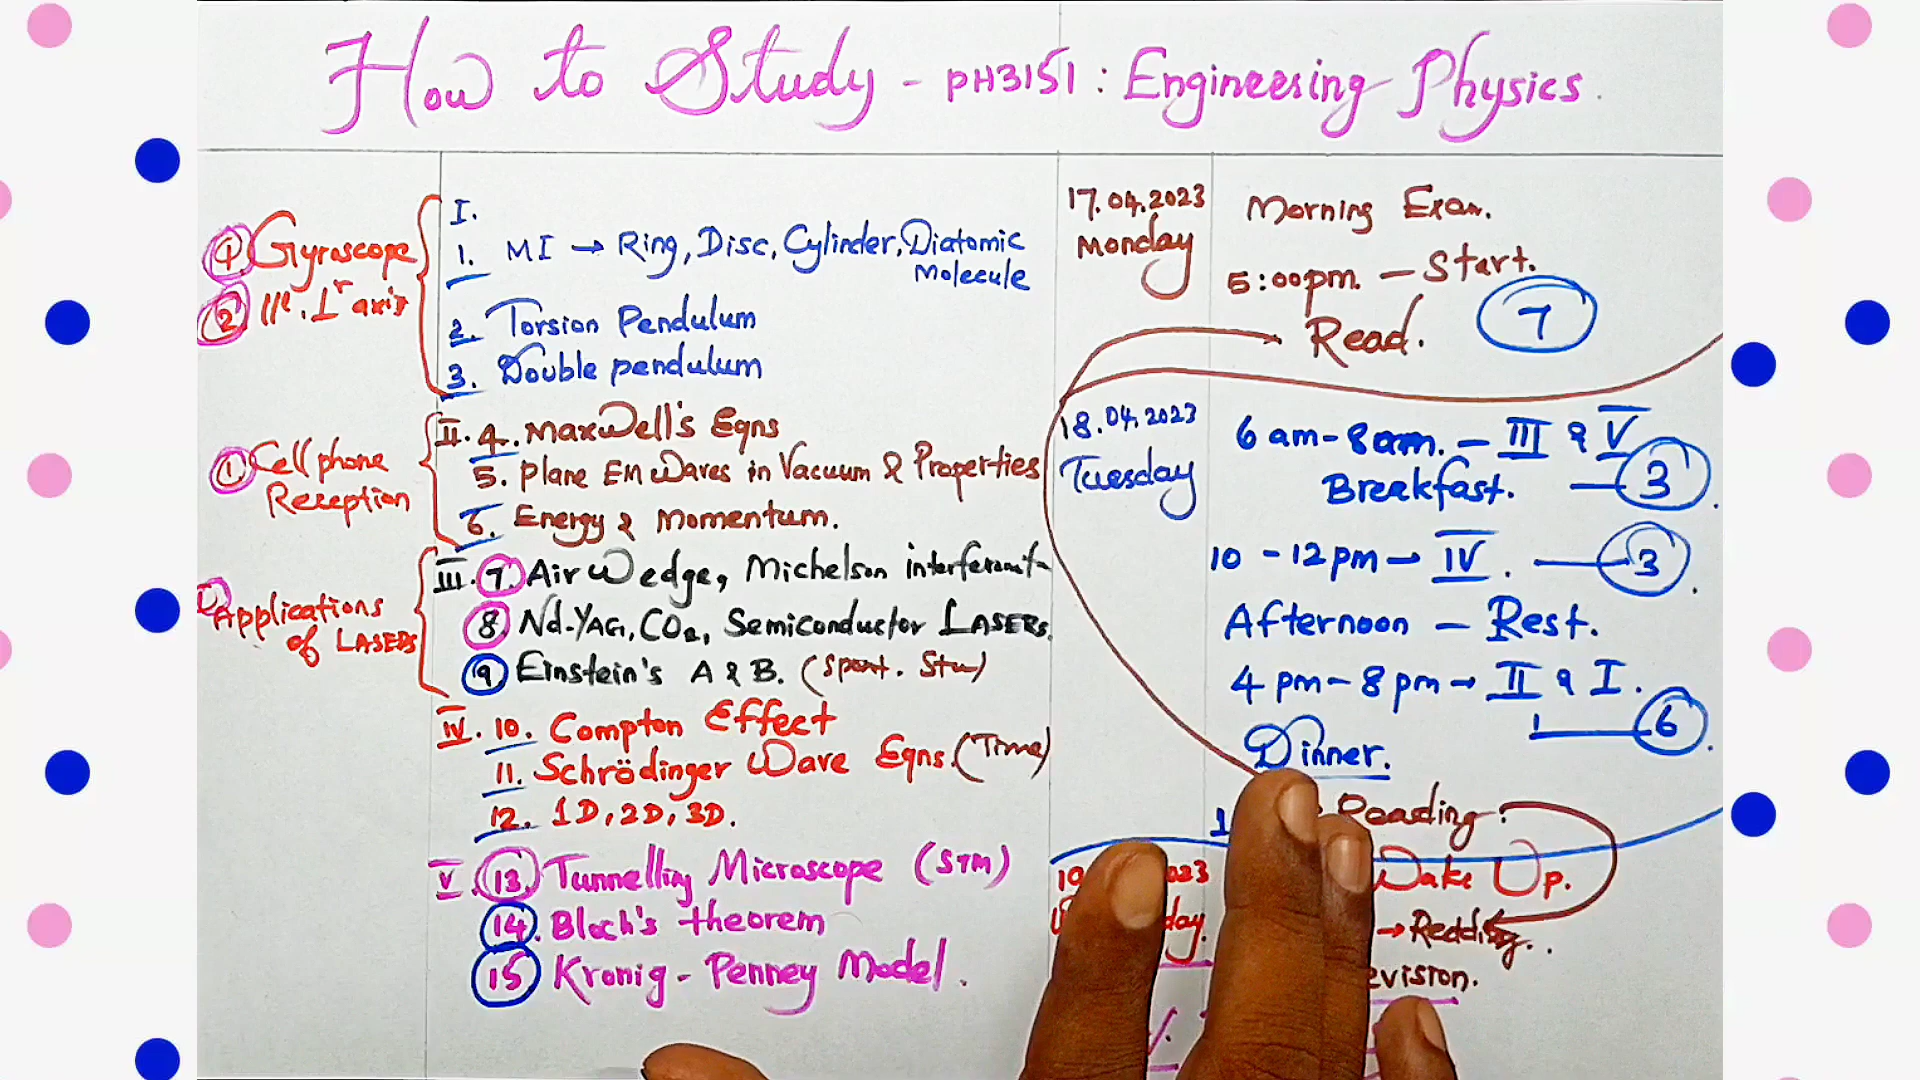 How to Study - PH3151 : Engineering Physics.
① Gyroscope
② 11el, ⊥r axis
I.
1. MI → Ring, Disc, Cylinder, Diatomic
Molecule
2. Torsion Pendulum
3. Double pendulum
① Cell phone
Reception
II. 4. Maxwell's Eqns
5. Plane EM Waves in Vacuum & Properties
6. Energy & Momentum.
① Applications
of LASERs
III. 7. Air Wedge, Michelson
8. Nd-YAG, CO2, Semiconductor LASERs.
9 Einstein's A & B. (Spont. Stu)
IV. 10. Compton Effect
11. Schrödinger Wave Eqns. (Time)
12. 1D, 2D, 3D.
V. 13. Tunnelling Microscope (STM)
14. Bloch's theorem
15 Kronig - Penney Model.
17.04.2023
Monday
Morning Exam.
5:00pm. - Start.
Read. 7
18.04.2023
Tuesday
6 am - 8 am. - III & V
Breakfast. - 3.
10 - 12 pm → IV. - 3.
Afternoon - Rest.
4 pm - 8 pm → II & I.
6.
Dinner.
Reading.
Wake Up.
→ Reading.